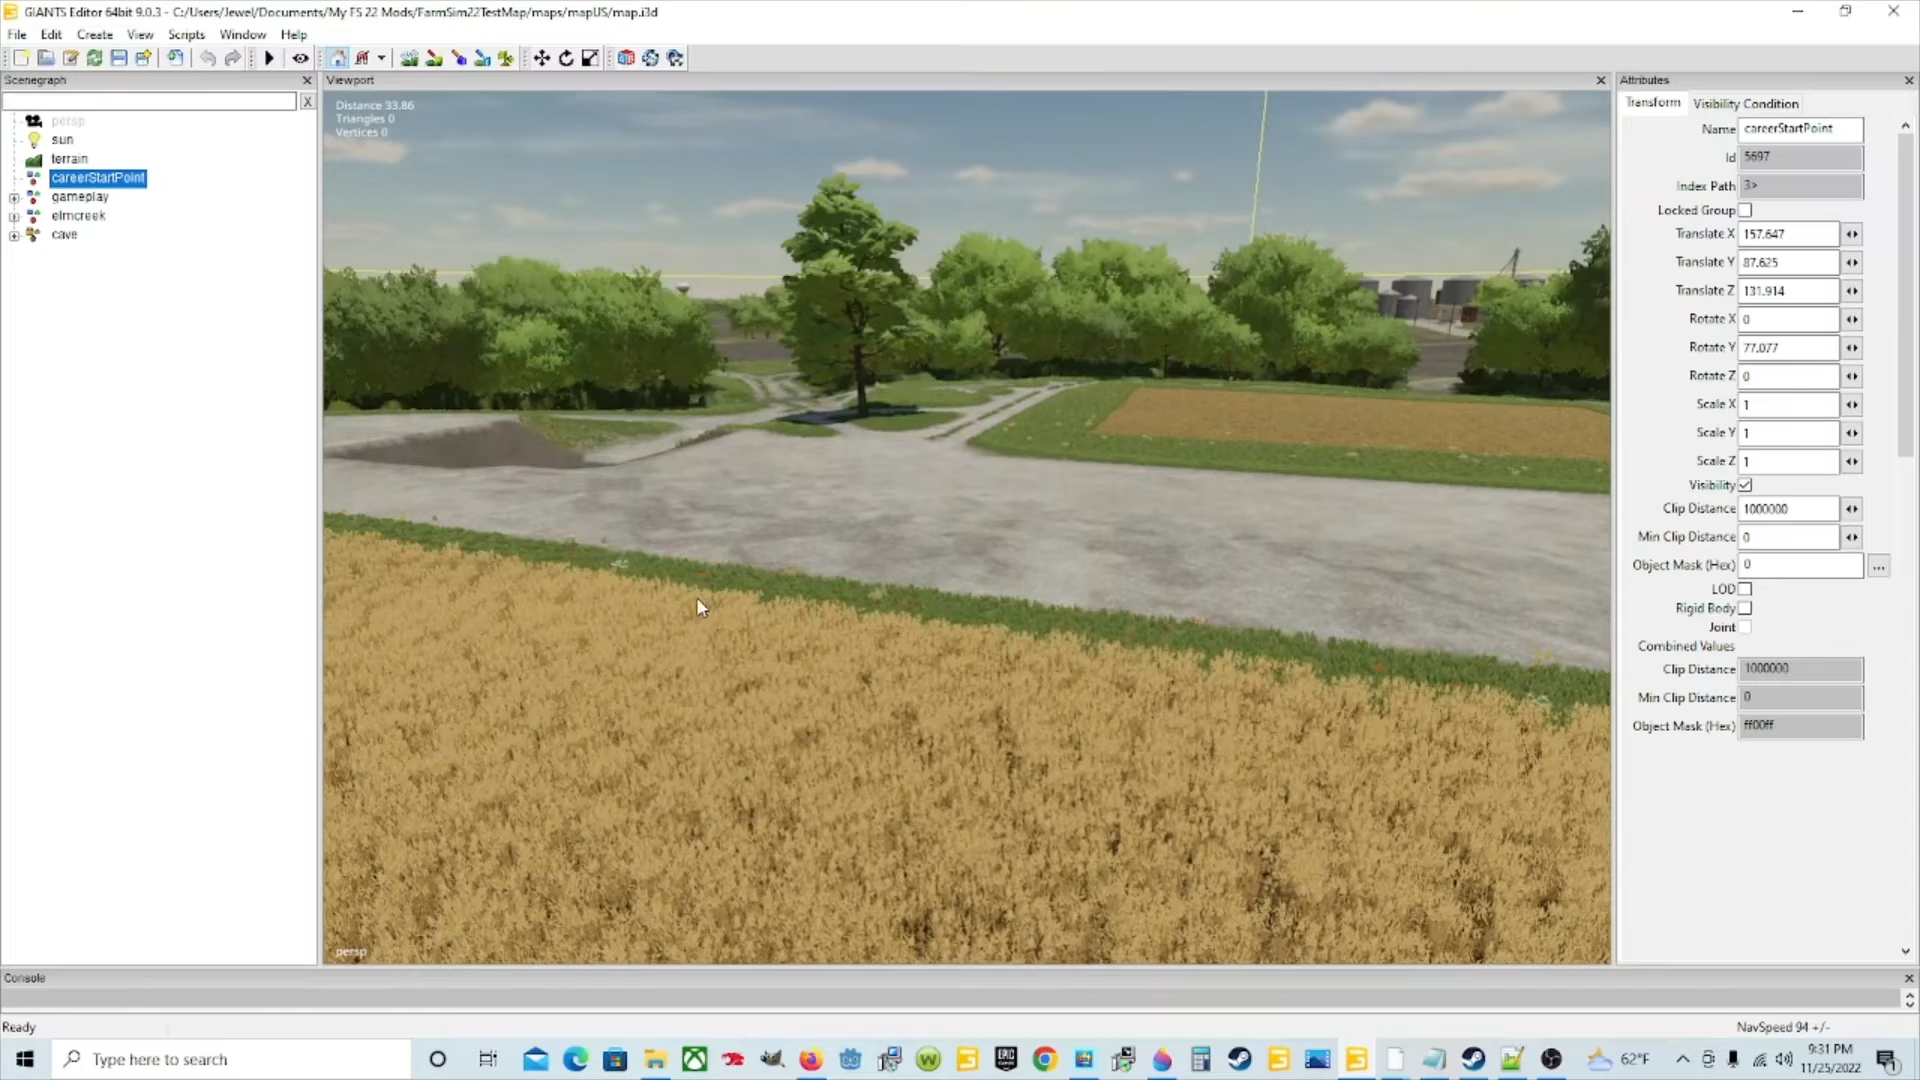 GIANTS Editor 64bit 9.0.3 - C:/Users/Jewel/Documents/My FS 22 Mods/FarmSim22TestMap/maps/mapUS/map.i3d
File Edit Create View Scripts Window Help
Scenegraph
X
persp
sun
terrain
careerStartPoint
gameplay
elmcreek
cave
Viewport
Distance 33.86
Triangles 0
Vertices 0
persp
Attributes
Transform Visibility Condition
Name careerStartPoint
Id 5697
Index Path 3>
Locked Group
Translate X 157.647
Translate Y 87.625
Translate Z 131.914
Rotate X 0
Rotate Y 77.077
Rotate Z 0
Scale X 1
Scale Y 1
Scale Z 1
Visibility
Clip Distance 1000000
Min Clip Distance 0
Object Mask (Hex) 0 ...
LOD
Rigid Body
Joint
Combined Values
Clip Distance 1000000
Min Clip Distance 0
Object Mask (Hex) ff00ff
Console
Ready
NavSpeed 94 +/-
Type here to search
EPIC
62°F
9:31 PM
11/25/2022